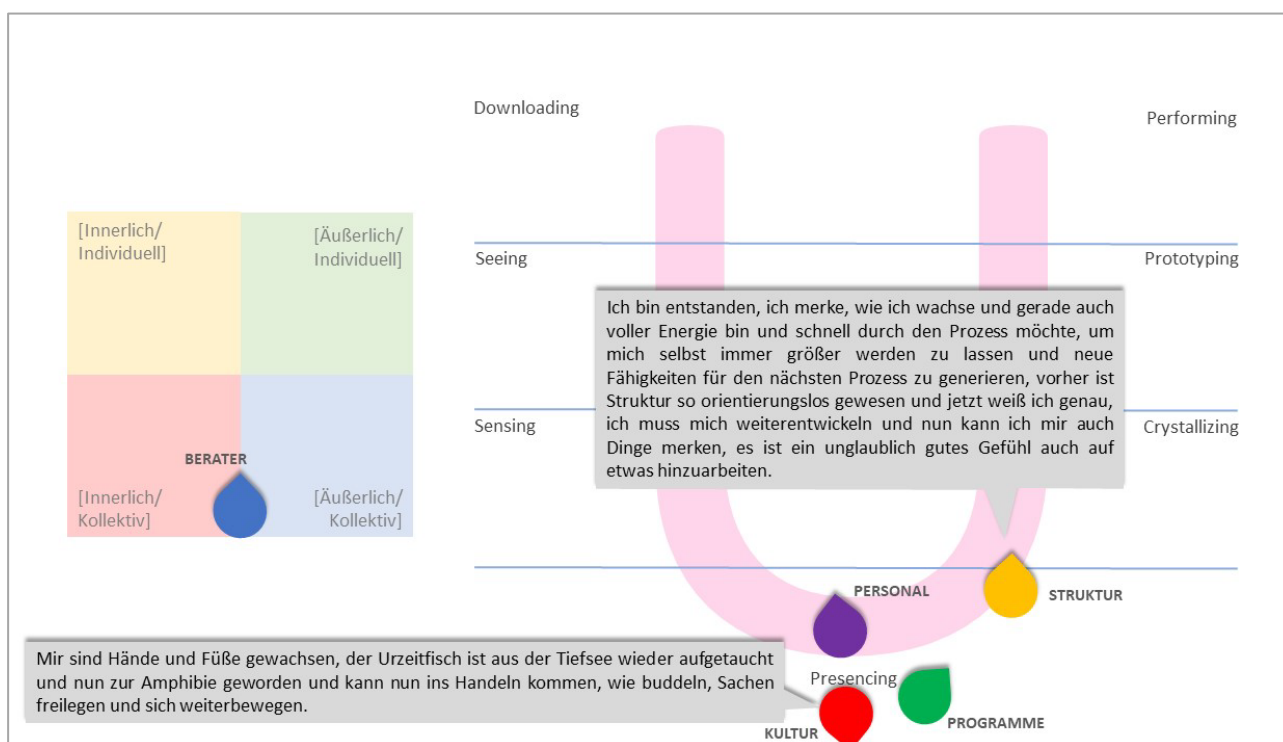 Downloading
Performing
[Innerlich/
Individuell]
[Äußerlich/
Individuell]
Seeing
Prototyping
Ich bin entstanden, ich merke, wie ich wachse und gerade auch
voller Energie bin und schnell durch den Prozess möchte, um
mich selbst immer größer werden zu lassen und neue
Fähigkeiten für den nächsten Prozess zu generieren, vorher ist
Struktur so orientierungslos gewesen und jetzt weiß ich genau,
ich muss mich weiterentwickeln und nun kann ich mir auch
Dinge merken, es ist ein unglaublich gutes Gefühl auch auf
etwas hinzuarbeiten.
Sensing
Crystallizing
BERATER
[Innerlich/
Kollektiv]
[Äußerlich/
Kollektiv]
PERSONAL
STRUKTUR
Mir sind Hände und Füße gewachsen, der Urzeitfisch ist aus der Tiefsee wieder aufgetaucht
und nun zur Amphibie geworden und kann nun ins Handeln kommen, wie buddeln, Sachen
freilegen und sich weiterbewegen.
Presencing
PROGRAMME
KULTUR